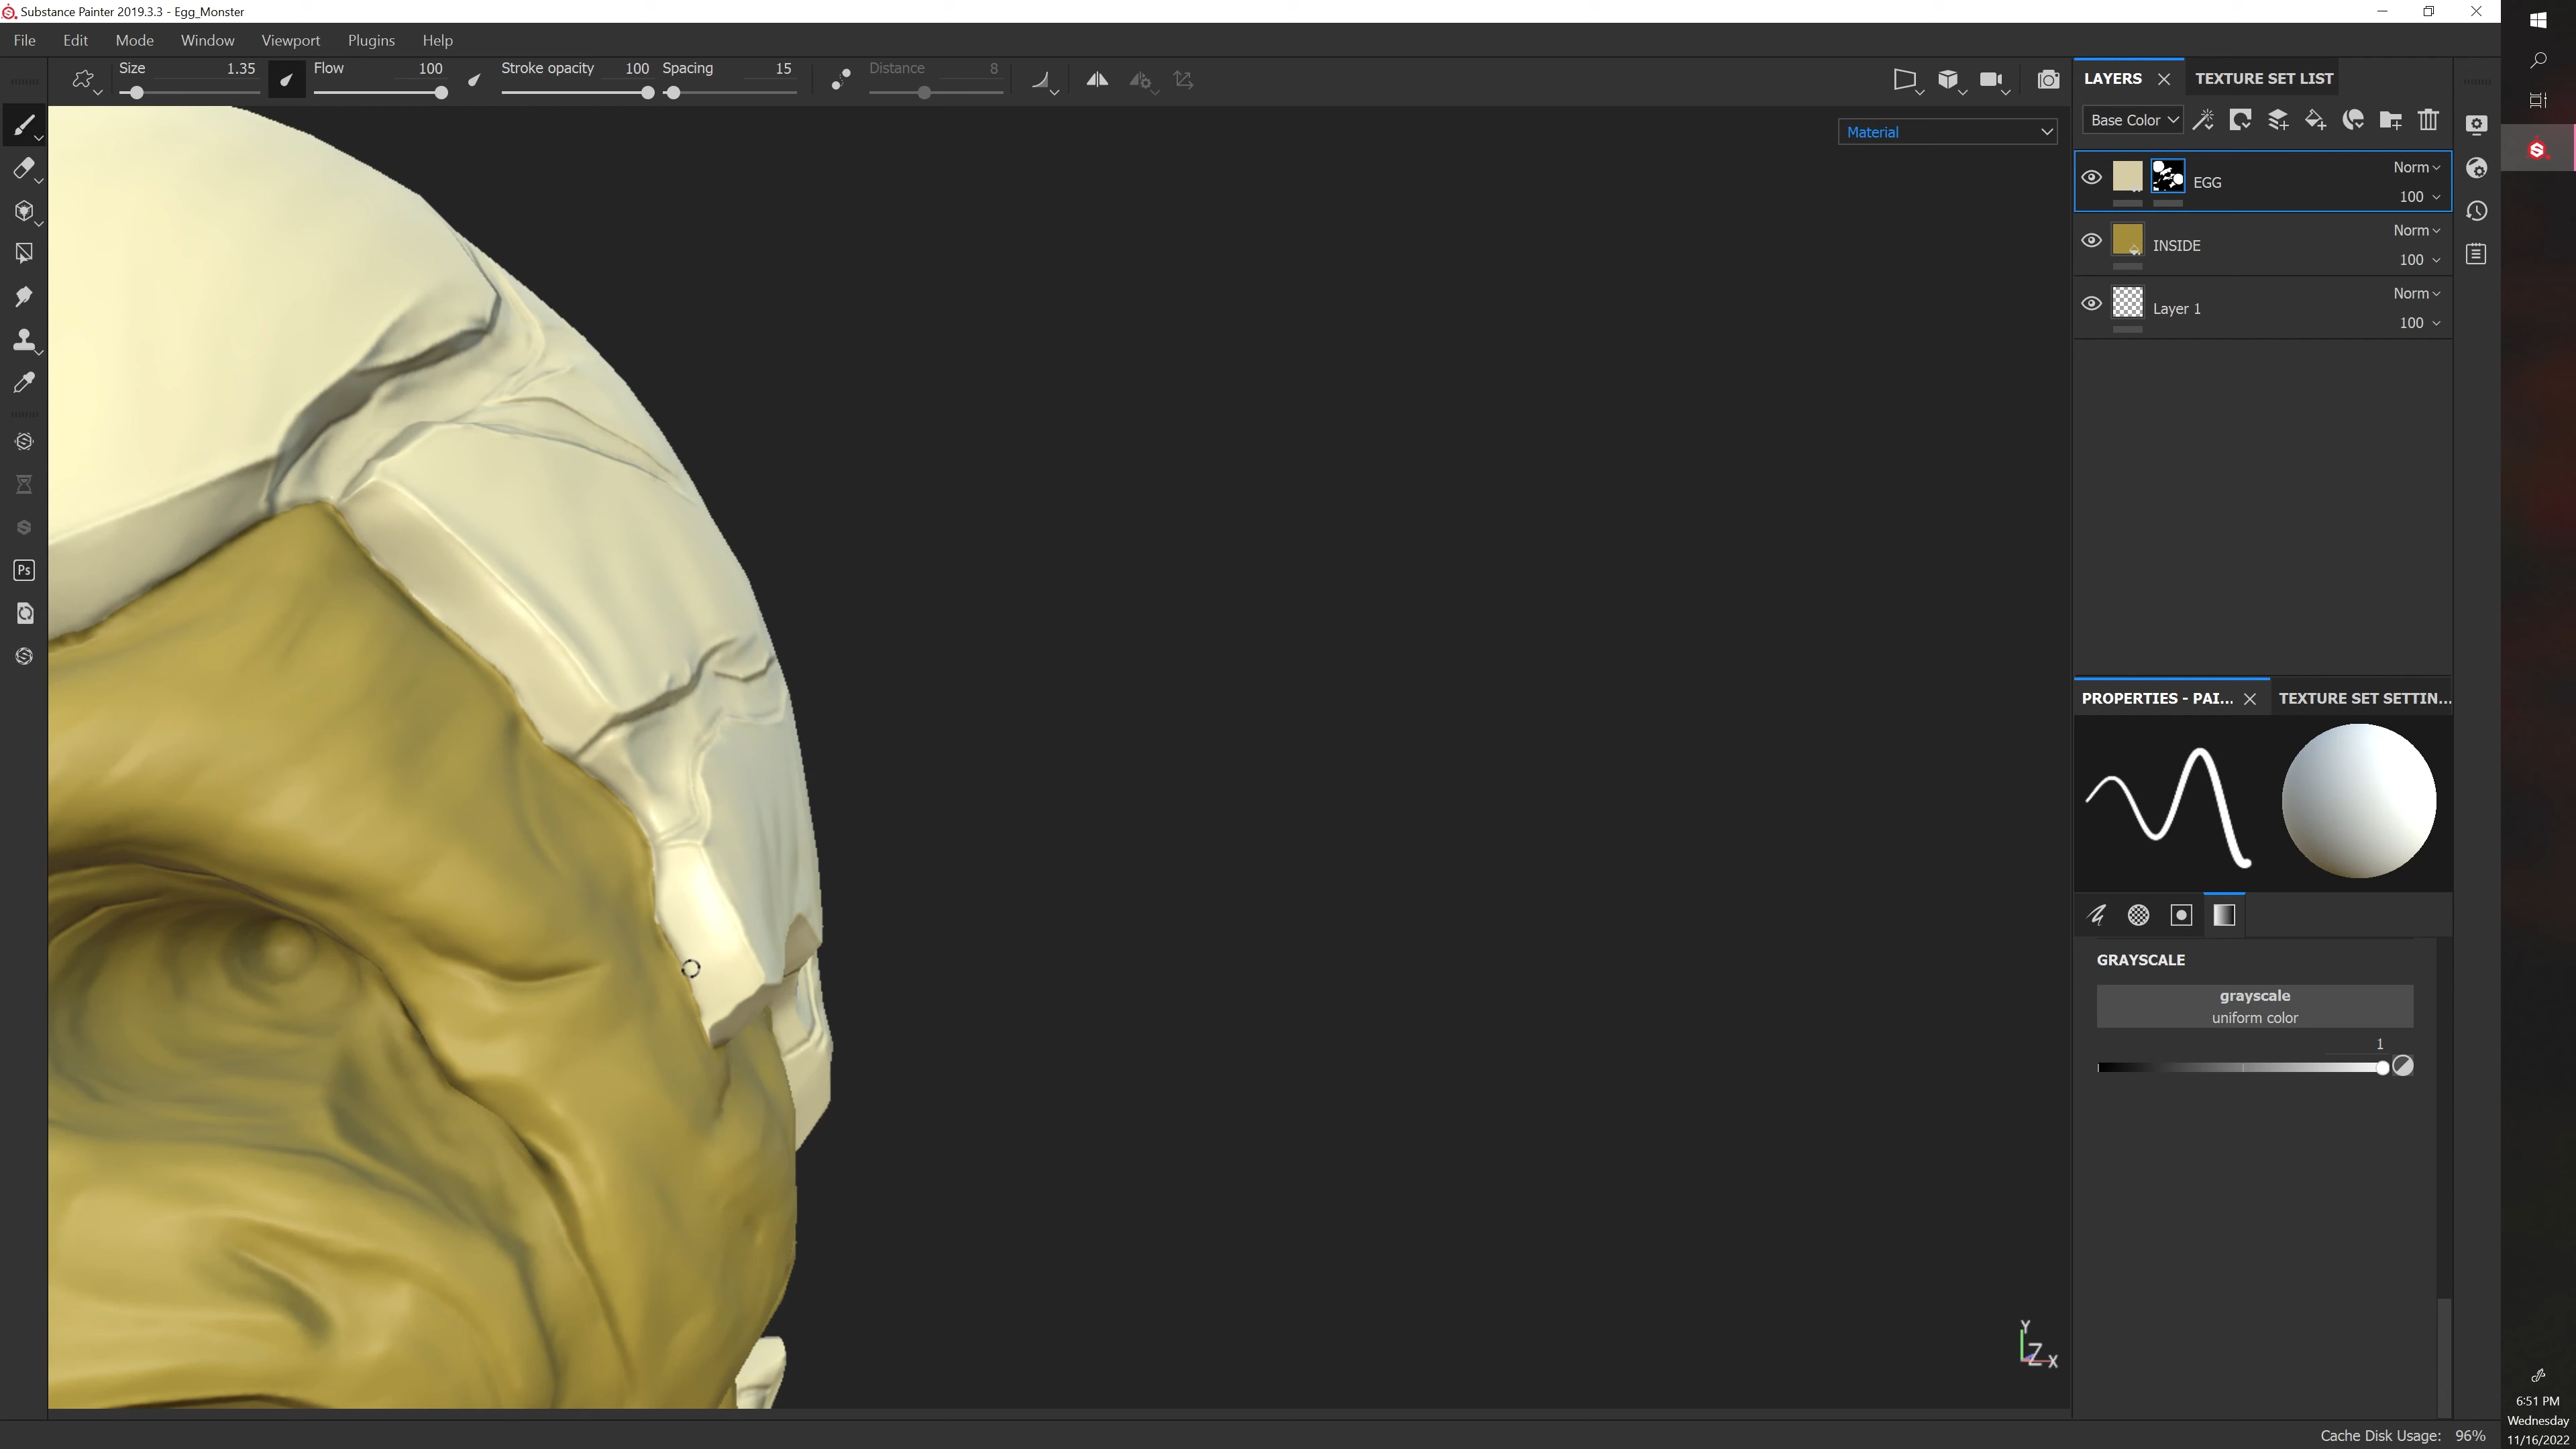 Substance Painter 2019.3.3 - Egg_Monster
File Edit Mode Window Viewport Plugins Help
Size 1.35 Flow 100 Stroke opacity 100 Spacing 15 Distance 8
LAYERS TEXTURE SET LIST
Material
Base Color
Norm
EGG
100
Norm
INSIDE
100
Norm
Layer 1
100
Ps
PROPERTIES - PAI... TEXTURE SET SETTIN...
GRAYSCALE
grayscale
uniform color
1
Y
Z X
Cache Disk Usage: 96%
6:51 PM
Wednesday
11/16/2022